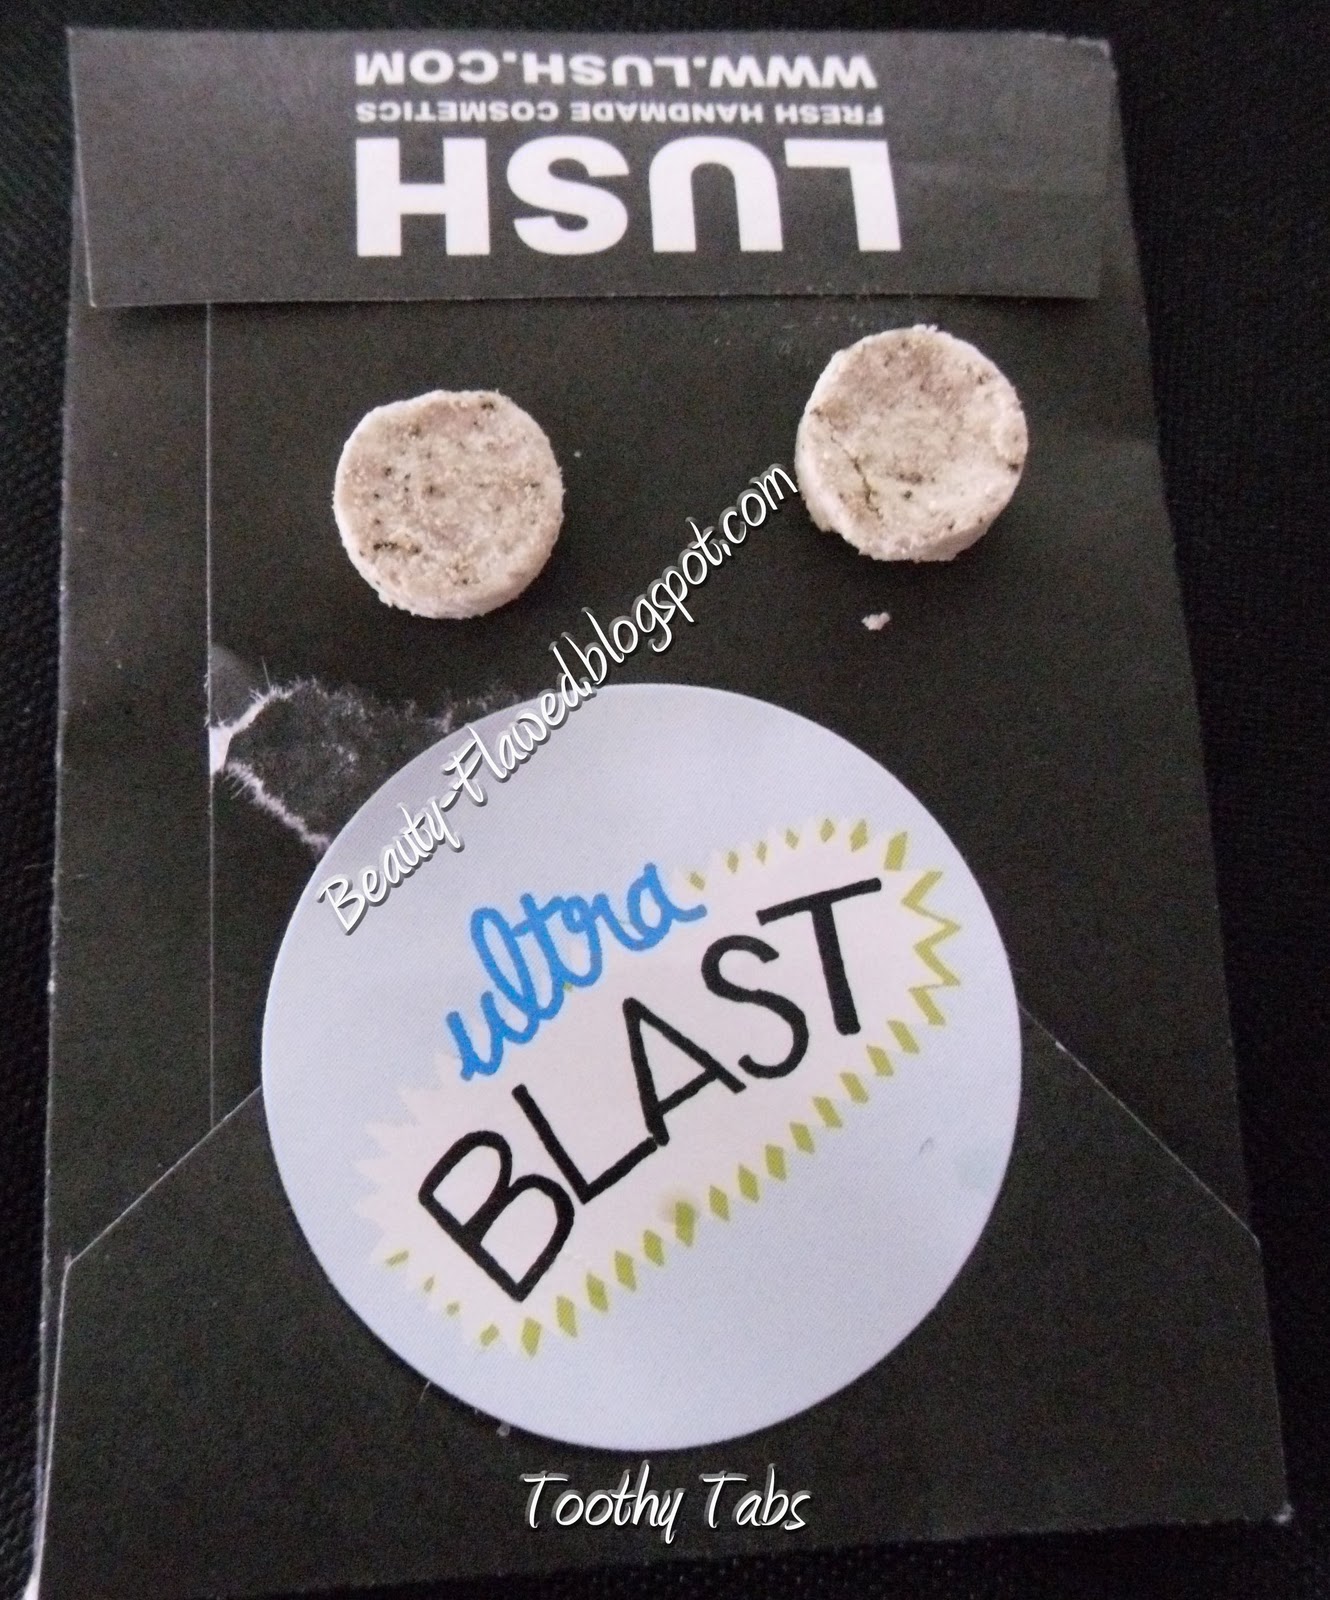 WWW.LUSH.COM
FRESH HANDMADE COSMETICS
LUSH
Beauty-Flawed.blogspot.com
ultra
BLAST
Toothy Tabs